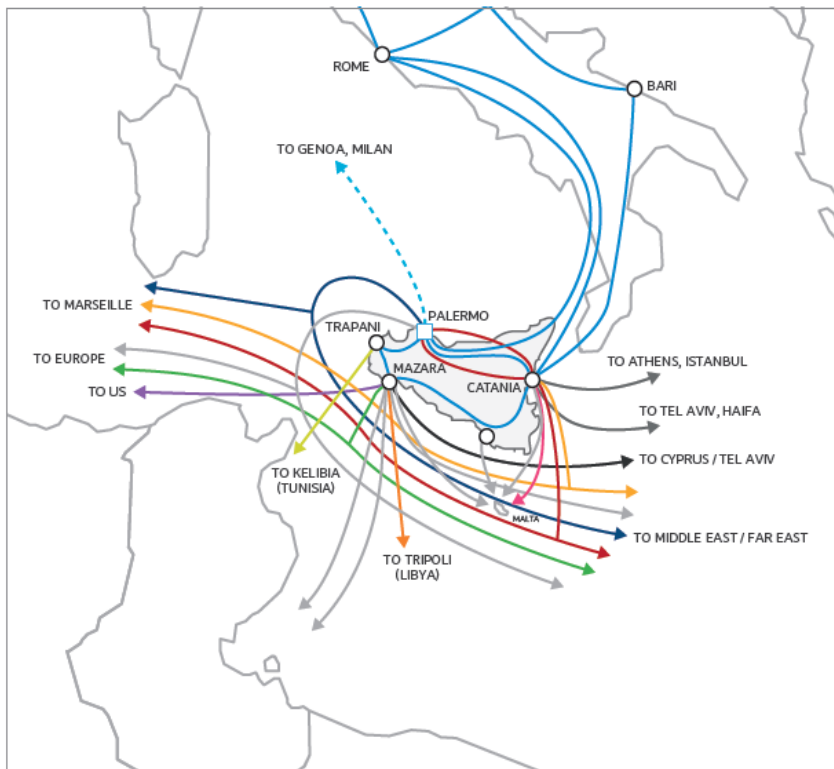 ROME
BARI
TO GENOA, MILAN
TO MARSEILLE
PALERMO
TRAPANI
TO EUROPE
MAZARA
TO ATHENS, ISTANBUL
TO US
CATANIA
TO TEL AVIV, HAIFA
TO CYPRUS / TEL AVIV
TO KELIBIA
(TUNISIA)
MALTA
TO MIDDLE EAST / FAR EAST
TO TRIPOLI
(LIBYA)